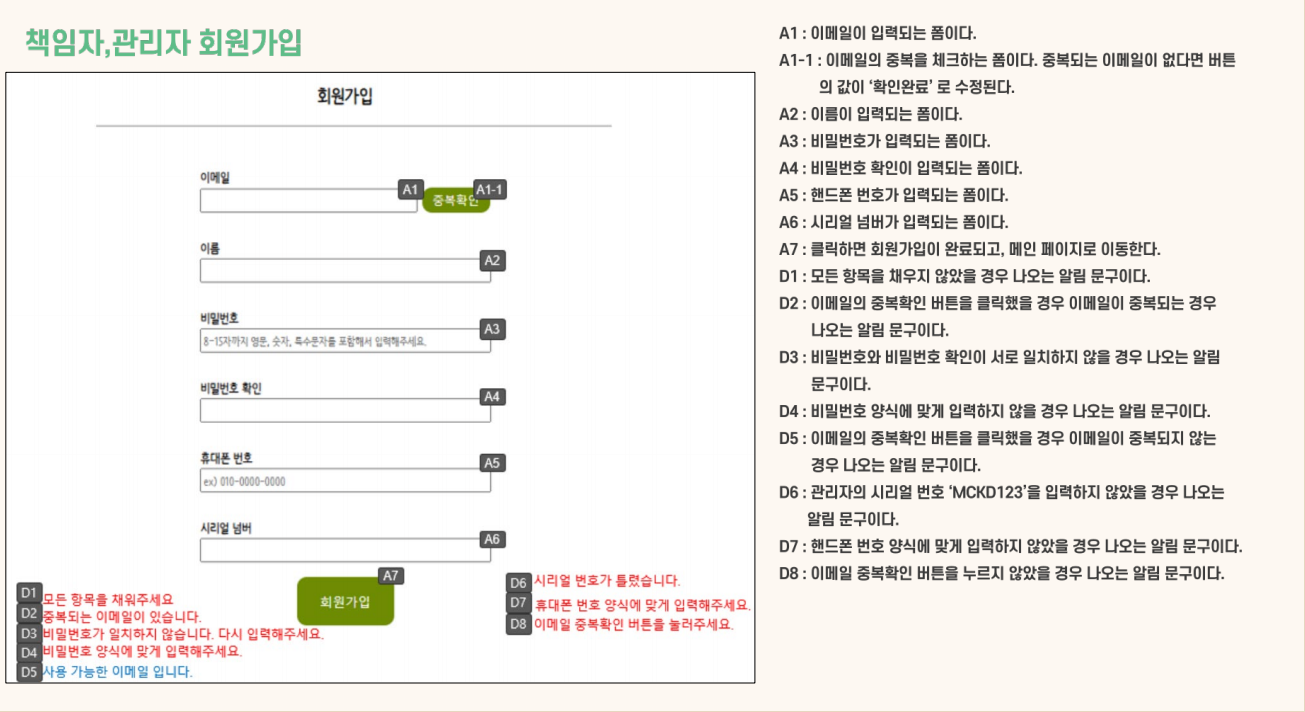 책임자,관리자 회원가입
회원가입
이메일
A1
A1-1
중복확인
이름
A2
비밀번호
8-15자까지 영문, 숫자, 특수문자를 포함해서 입력해주세요.
A3
비밀번호 확인
A4
휴대폰 번호
ex) 010-0000-0000
A5
시리얼 넘버
A6
A7
회원가입
D1 모든 항목을 채워주세요
D2 중복되는 이메일이 있습니다.
D3 비밀번호가 일치하지 않습니다. 다시 입력해주세요.
D4 비밀번호 양식에 맞게 입력해주세요.
D5 사용 가능한 이메일 입니다.
D6 시리얼 번호가 틀렸습니다.
D7 휴대폰 번호 양식에 맞게 입력해주세요.
D8 이메일 중복확인 버튼을 눌러주세요.
A1 : 이메일이 입력되는 폼이다.
A1-1 : 이메일의 중복을 체크하는 폼이다. 중복되는 이메일이 없다면 버튼
의 값이 ‘확인완료’ 로 수정된다.
A2 : 이름이 입력되는 폼이다.
A3 : 비밀번호가 입력되는 폼이다.
A4 : 비밀번호 확인이 입력되는 폼이다.
A5 : 핸드폰 번호가 입력되는 폼이다.
A6 : 시리얼 넘버가 입력되는 폼이다.
A7 : 클릭하면 회원가입이 완료되고, 메인 페이지로 이동한다.
D1 : 모든 항목을 채우지 않았을 경우 나오는 알림 문구이다.
D2 : 이메일의 중복확인 버튼을 클릭했을 경우 이메일이 중복되는 경우
나오는 알림 문구이다.
D3 : 비밀번호와 비밀번호 확인이 서로 일치하지 않을 경우 나오는 알림
문구이다.
D4 : 비밀번호 양식에 맞게 입력하지 않을 경우 나오는 알림 문구이다.
D5 : 이메일의 중복확인 버튼을 클릭했을 경우 이메일이 중복되지 않는
경우 나오는 알림 문구이다.
D6 : 관리자의 시리얼 번호 ‘MCKD123’을 입력하지 않았을 경우 나오는
알림 문구이다.
D7 : 핸드폰 번호 양식에 맞게 입력하지 않았을 경우 나오는 알림 문구이다.
D8 : 이메일 중복확인 버튼을 누르지 않았을 경우 나오는 알림 문구이다.